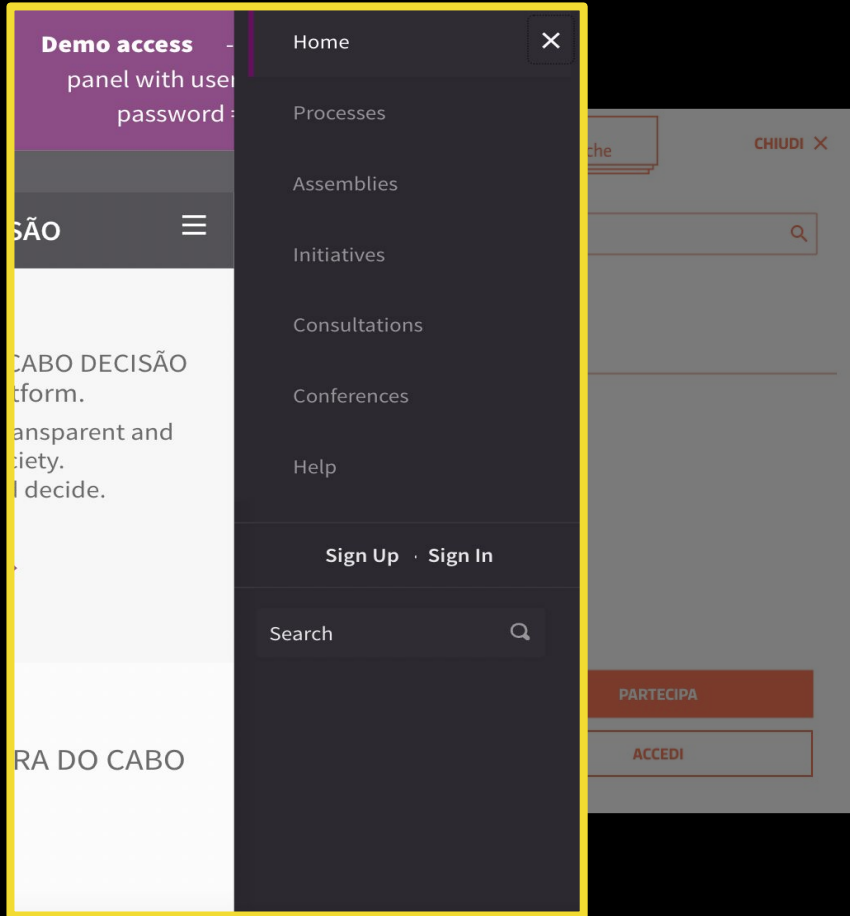 Demo access -
panel with user
password =
SÃO
CABO DECISÃO
tform.
ansparent and
ciety.
decide.
RA DO CABO
Home
Processes
Assemblies
Initiatives
Consultations
Conferences
Help
Sign Up · Sign In
Search
che
CHIUDI
PARTECIPA
ACCEDI